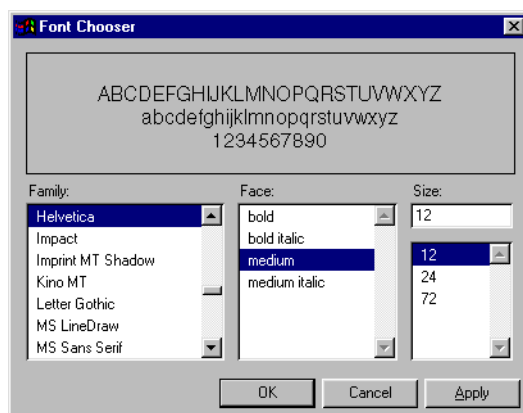 Font Chooser
ABCDEFGHIJKLMNOPQRSTUVWXYZ
abcdefghijklmnopqrstuvwxyz
1234567890
Family:
Helvetica
Impact
Imprint MT Shadow
Kino MT
Letter Gothic
MS LineDraw
MS Sans Serif
Face:
bold
bold italic
medium
medium italic
Size:
12
12
24
72
OK
Cancel
Apply